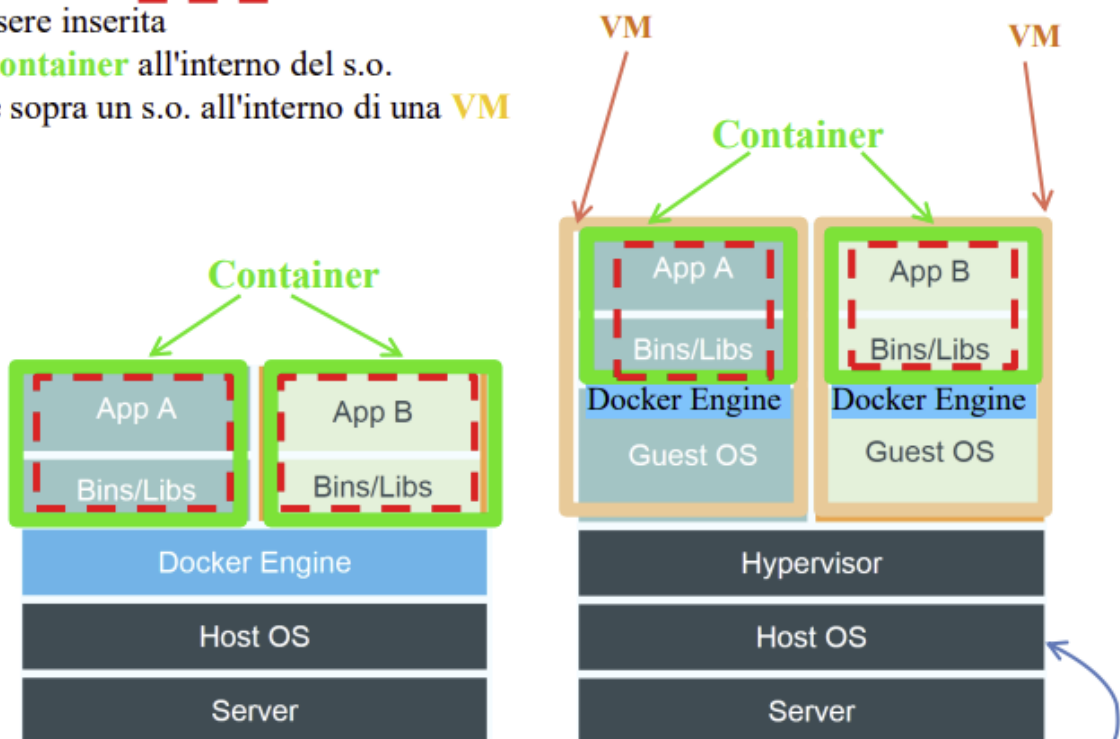 sere inserita
ontainer all'interno del s.o.
e sopra un s.o. all'interno di una VM
VM
VM
Container
App A
App B
Bins/Libs
Bins/Libs
Docker Engine
Docker Engine
Guest OS
Guest OS
Hypervisor
Host OS
Server
Container
App A
App B
Bins/Libs
Bins/Libs
Docker Engine
Host OS
Server